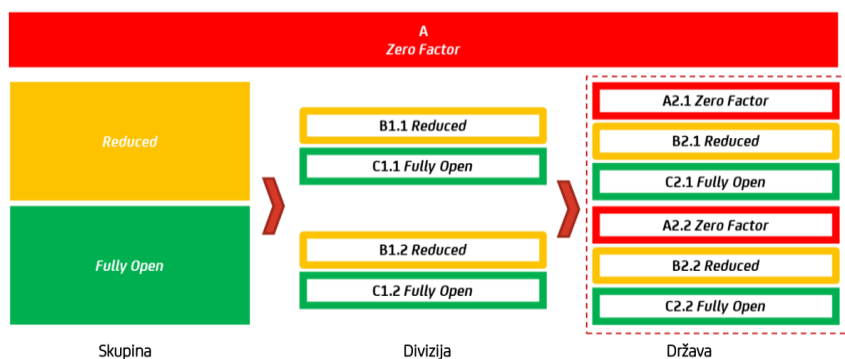 A
Zero Factor
Reduced
Fully Open
B1.1 Reduced
C1.1 Fully Open
B1.2 Reduced
C1.2 Fully Open
A2.1 Zero Factor
B2.1 Reduced
C2.1 Fully Open
A2.2 Zero Factor
B2.2 Reduced
C2.2 Fully Open
Skupina
Divizija
Država